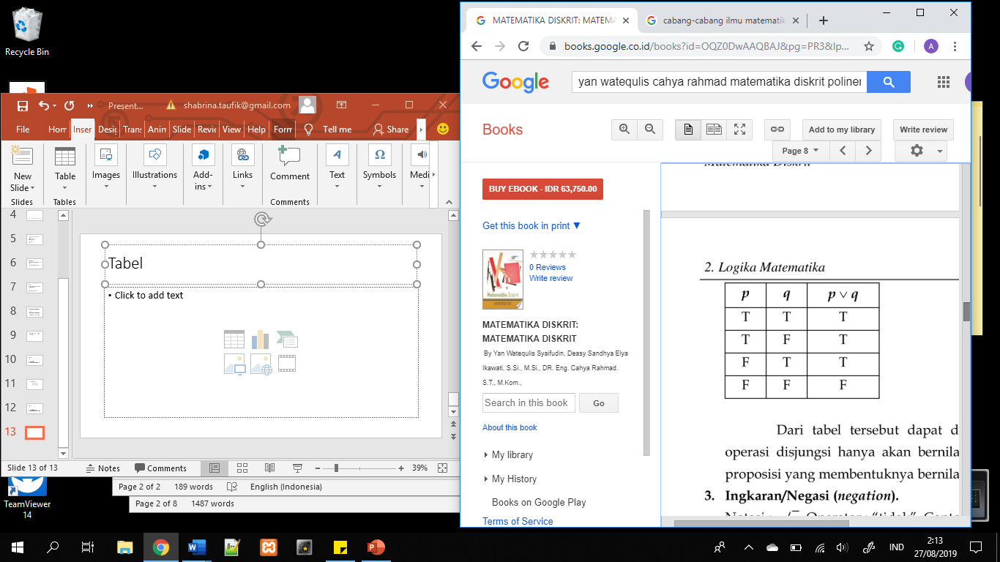 Recycle Bin
Present...
shabrina.taufik@gmail.com
File Hor Inser Desig Tran: Anin Slide Revie View Help Forr Tell me Share
New Slide
Table
Images
Illustrations
Add-ins
Links
Comment
Text
Symbols
Medi
Slides
Tables
Comments
4
5
6
7
8
9
10
11
12
13
Tabel
• Click to add text
Slide 13 of 13 Notes Comments 39%
Page 2 of 2 189 words English (Indonesia)
Page 2 of 8 1487 words
TeamViewer
14
MATEMATIKA DISKRIT: MATEMA
cabang-cabang ilmu matematik
books.google.co.id/books?id=OQZ0DwAAQBAJ&pg=PR3&lp...
A
Google
yan watequlis cahya rahmad matematika diskrit poliner
Books
Add to my library
Write review
Page 8
BUY EBOOK - IDR 63,750.00
Get this book in print ▼
0 Reviews
Write review
MATEMATIKA DISKRIT:
MATEMATIKA DISKRIT
By Yan Watequlis Syaifudin, Deasy Sandhya Elya
Ikawati, S.Si., M.Si., DR. Eng. Cahya Rahmad.
S.T., M.Kom.,
Search in this book
Go
About this book
My library
My History
Books on Google Play
Terms of Service
Matematika Diskrit
2. Logika Matematika
p q p ∨ q
T T T
T F T
F T T
F F F
Dari tabel tersebut dapat d
operasi disjungsi hanya akan bernila
proposisi yang membentuknya bernila
3. Ingkaran/Negasi (negation).
IND
2:13
27/08/2019